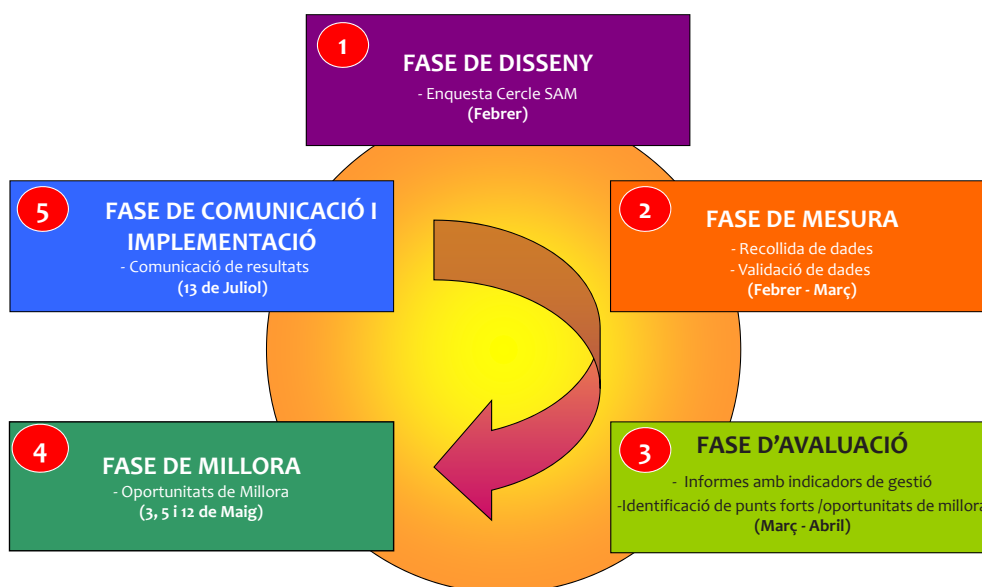 1
FASE DE DISSENY
- Enquesta Cercle SAM
(Febrer)
2
FASE DE MESURA
- Recollida de dades
- Validació de dades
(Febrer - Març)
3
FASE D’AVALUACIÓ
- Informes amb indicadors de gestió
-Identificació de punts forts /oportunitats de millora
(Març - Abril)
4
FASE DE MILLORA
- Oportunitats de Millora
(3, 5 i 12 de Maig)
5
FASE DE COMUNICACIÓ I
IMPLEMENTACIÓ
- Comunicació de resultats
(13 de Juliol)